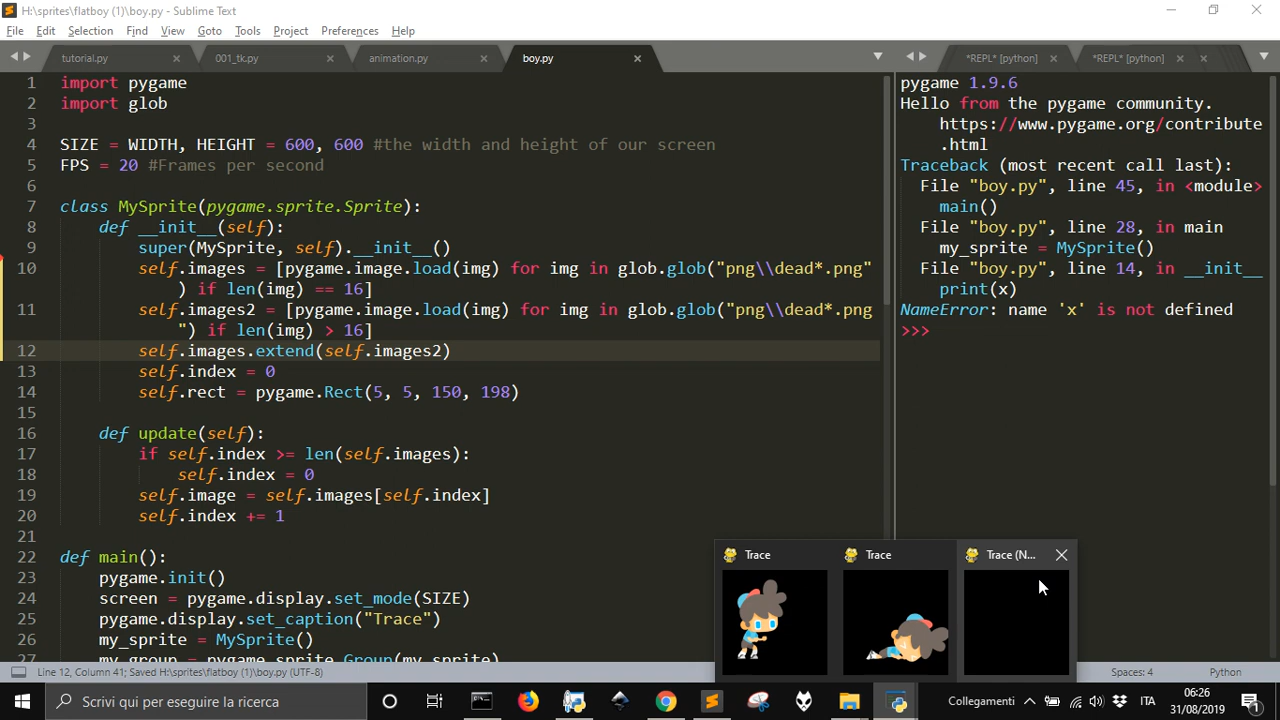 H:\sprites\flatboy (1)\boy.py - Sublime Text
File Edit Selection Find View Goto Tools Project Preferences Help
tutorial.py 001_tk.py animation.py boy.py *REPL* [python] *REPL* [python]
1 import pygame
2 import glob
3
4 SIZE = WIDTH, HEIGHT = 600, 600 #the width and height of our screen
5 FPS = 20 #Frames per second
6
7 class MySprite(pygame.sprite.Sprite):
8 def __init__(self):
9 super(MySprite, self).__init__()
10 self.images = [pygame.image.load(img) for img in glob.glob("png\\dead*.png"
) if len(img) == 16]
11 self.images2 = [pygame.image.load(img) for img in glob.glob("png\\dead*.png
") if len(img) > 16]
12 self.images.extend(self.images2)
13 self.index = 0
14 self.rect = pygame.Rect(5, 5, 150, 198)
15
16 def update(self):
17 if self.index >= len(self.images):
18 self.index = 0
19 self.image = self.images[self.index]
20 self.index += 1
21
22 def main():
23 pygame.init()
24 screen = pygame.display.set_mode(SIZE)
25 pygame.display.set_caption("Trace")
26 my_sprite = MySprite()
27 my_group = pygame.sprite.Group(my_sprite)
pygame 1.9.6
Hello from the pygame community.
https://www.pygame.org/contribute
.html
Traceback (most recent call last):
File "boy.py", line 45, in <module>
main()
File "boy.py", line 28, in main
my_sprite = MySprite()
File "boy.py", line 14, in __init__
print(x)
NameError: name 'x' is not defined
>>>
Trace Trace Trace (N...
Line 12, Column 41; Saved H:\sprites\flatboy (1)\boy.py (UTF-8) Spaces: 4 Python
Scrivi qui per eseguire la ricerca Collegamenti ITA 06:26
31/08/2019
1